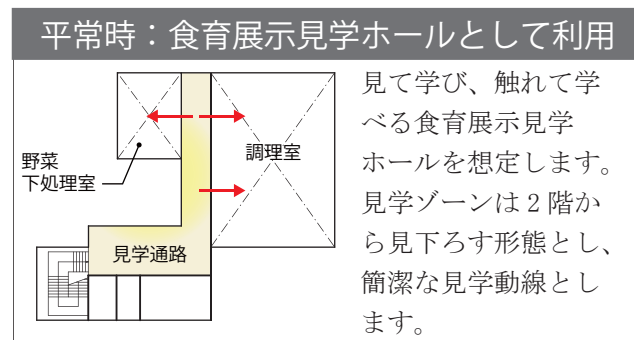 平常時：食育展示見学ホールとして利用
野菜
下処理室
調理室
見学通路
見て学び、触れて学
べる食育展示見学
ホールを想定します。
見学ゾーンは２階か
ら見下ろす形態とし、
簡潔な見学動線とし
ます。